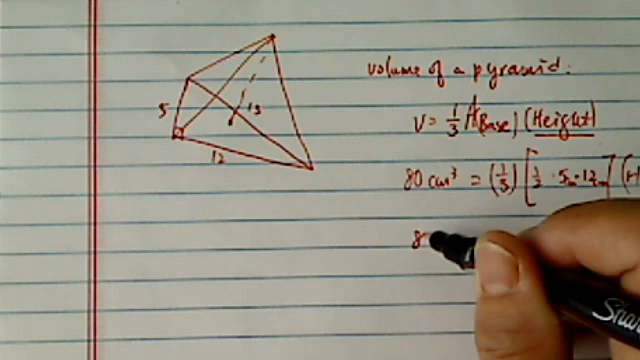 volume of a pyramid:
V = 1/3 A(Base) (Height)
5
13
12
80 cm³ = (1/3) [1/2 · 5m · 12m] (H
8
Shar